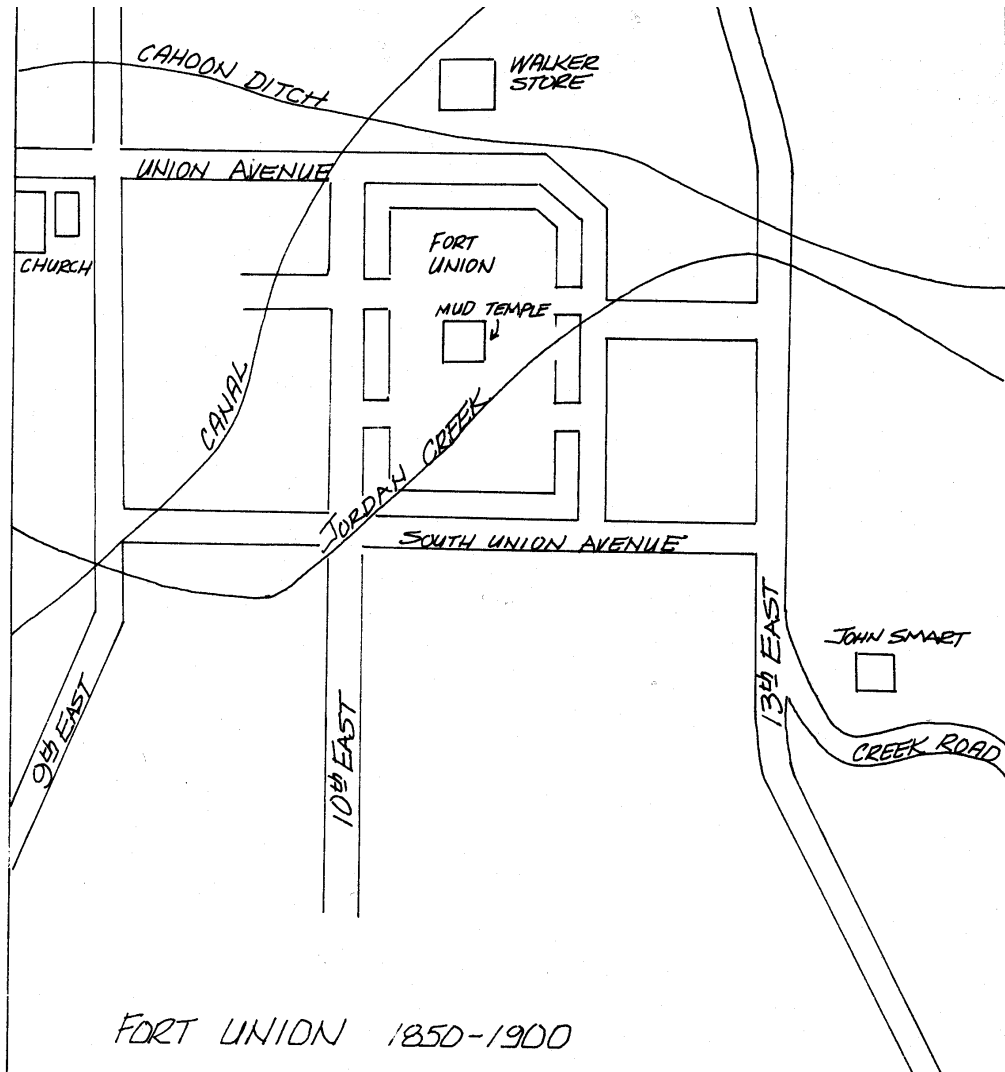 CAHOON DITCH
WALKER
STORE
UNION AVENUE
CHURCH
FORT
UNION
MUD TEMPLE
CANAL
JORDAN CREEK
SOUTH UNION AVENUE
13th EAST
JOHN SMART
9th EAST
10th EAST
CREEK ROAD
FORT UNION 1850-1900